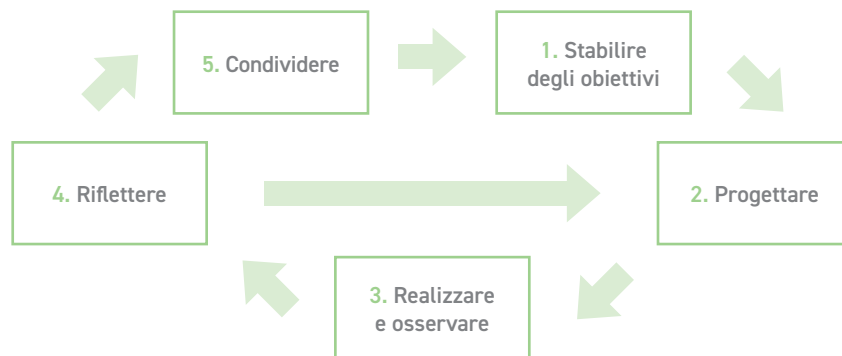 5. Condividere
1. Stabilire
degli obiettivi
4. Riflettere
2. Progettare
3. Realizzare
e osservare